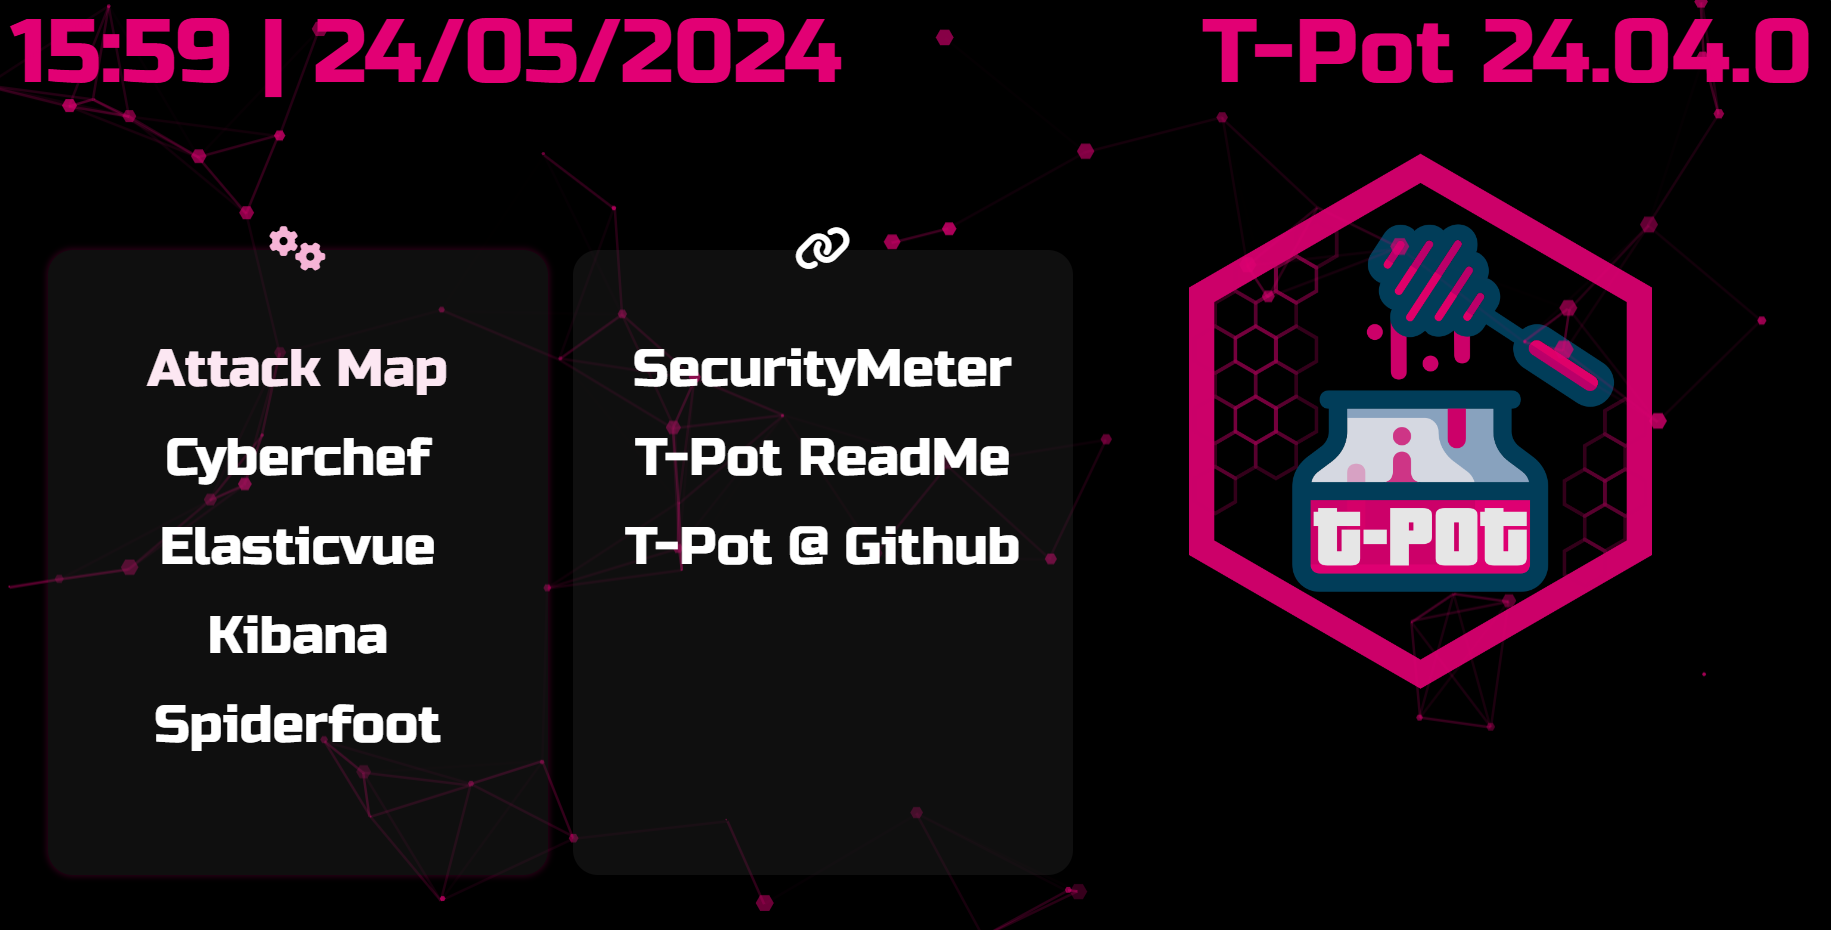 15:59 | 24/05/2024
T-Pot 24.04.0
Attack Map
Cyberchef
Elasticvue
Kibana
Spiderfoot
SecurityMeter
T-Pot ReadMe
T-Pot @ Github
t-pot